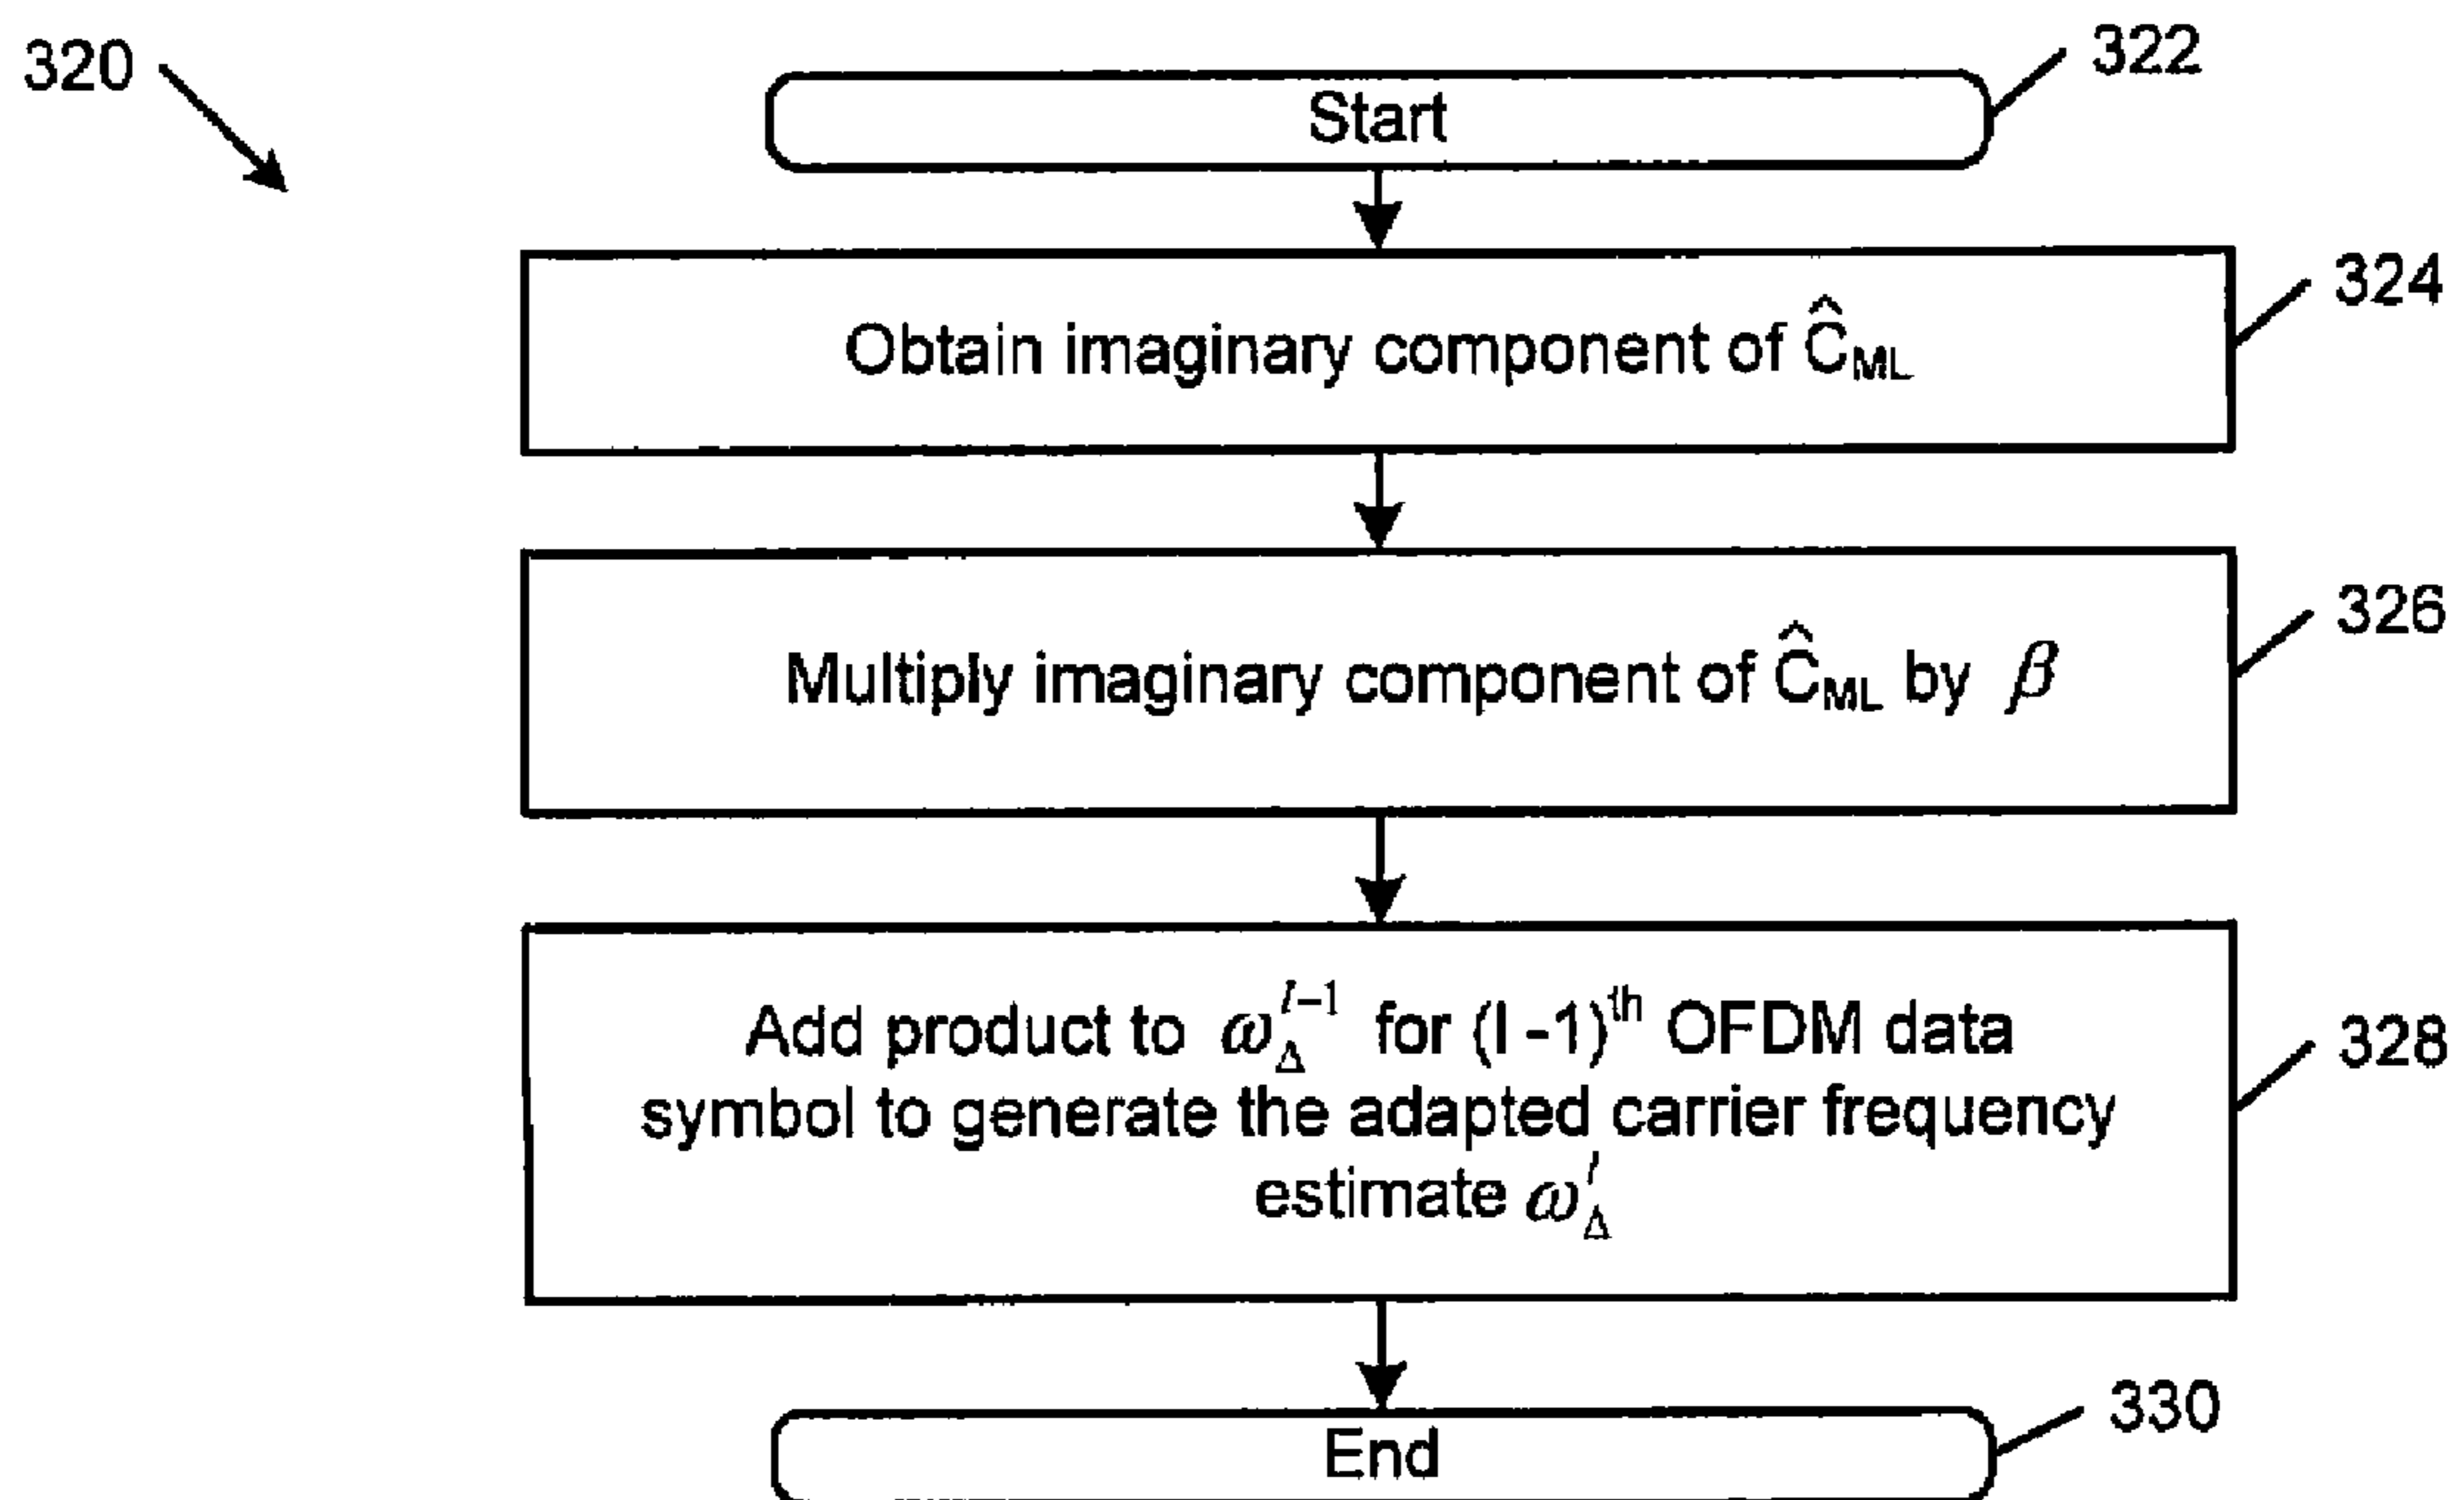 320
322
Start
324
Obtain imaginary component of Ĉ_ML
326
Multiply imaginary component of Ĉ_ML by β
328
Add product to ω_Δ^{l-1} for (l -1)^th OFDM data
symbol to generate the adapted carrier frequency
estimate ω_Δ^l
330
End